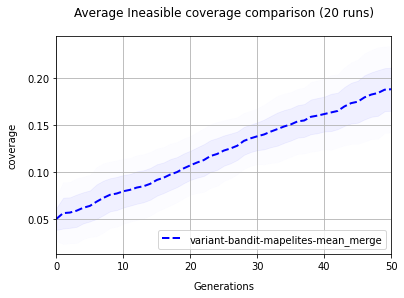 Average Ineasible coverage comparison (20 runs)
0.20
0.15
0.10
0.05
coverage
variant-bandit-mapelites-mean_merge
0 10 20 30 40 50
Generations